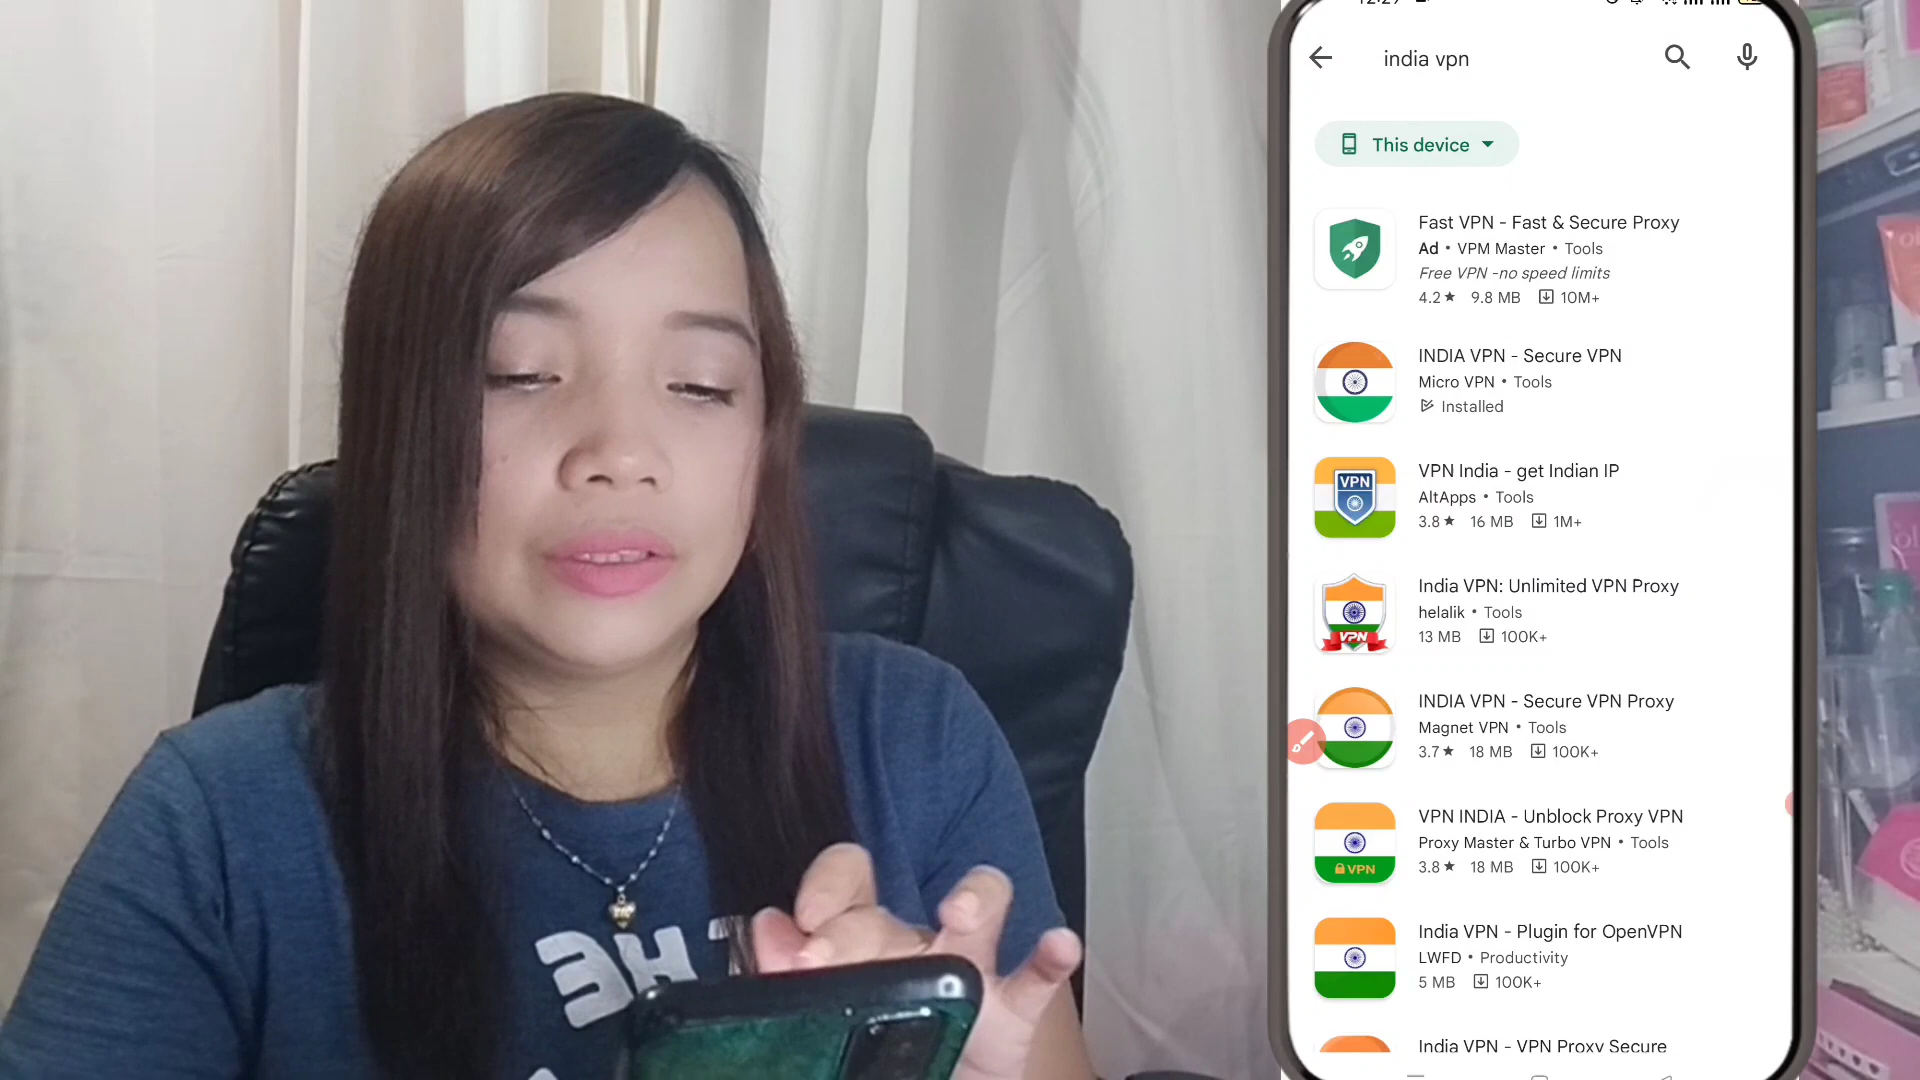 india vpn
This device
Fast VPN - Fast & Secure Proxy
Ad • VPM Master • Tools
Free VPN -no speed limits
4.2★ 9.8 MB 10M+
INDIA VPN - Secure VPN
Micro VPN • Tools
Installed
VPN
VPN India - get Indian IP
AltApps • Tools
3.8★ 16 MB 1M+
VPN
India VPN: Unlimited VPN Proxy
helalik • Tools
13 MB 100K+
INDIA VPN - Secure VPN Proxy
Magnet VPN • Tools
3.7★ 18 MB 100K+
VPN
VPN INDIA - Unblock Proxy VPN
Proxy Master & Turbo VPN • Tools
3.8★ 18 MB 100K+
India VPN - Plugin for OpenVPN
LWFD • Productivity
5 MB 100K+
India VPN - VPN Proxy Secure
THE